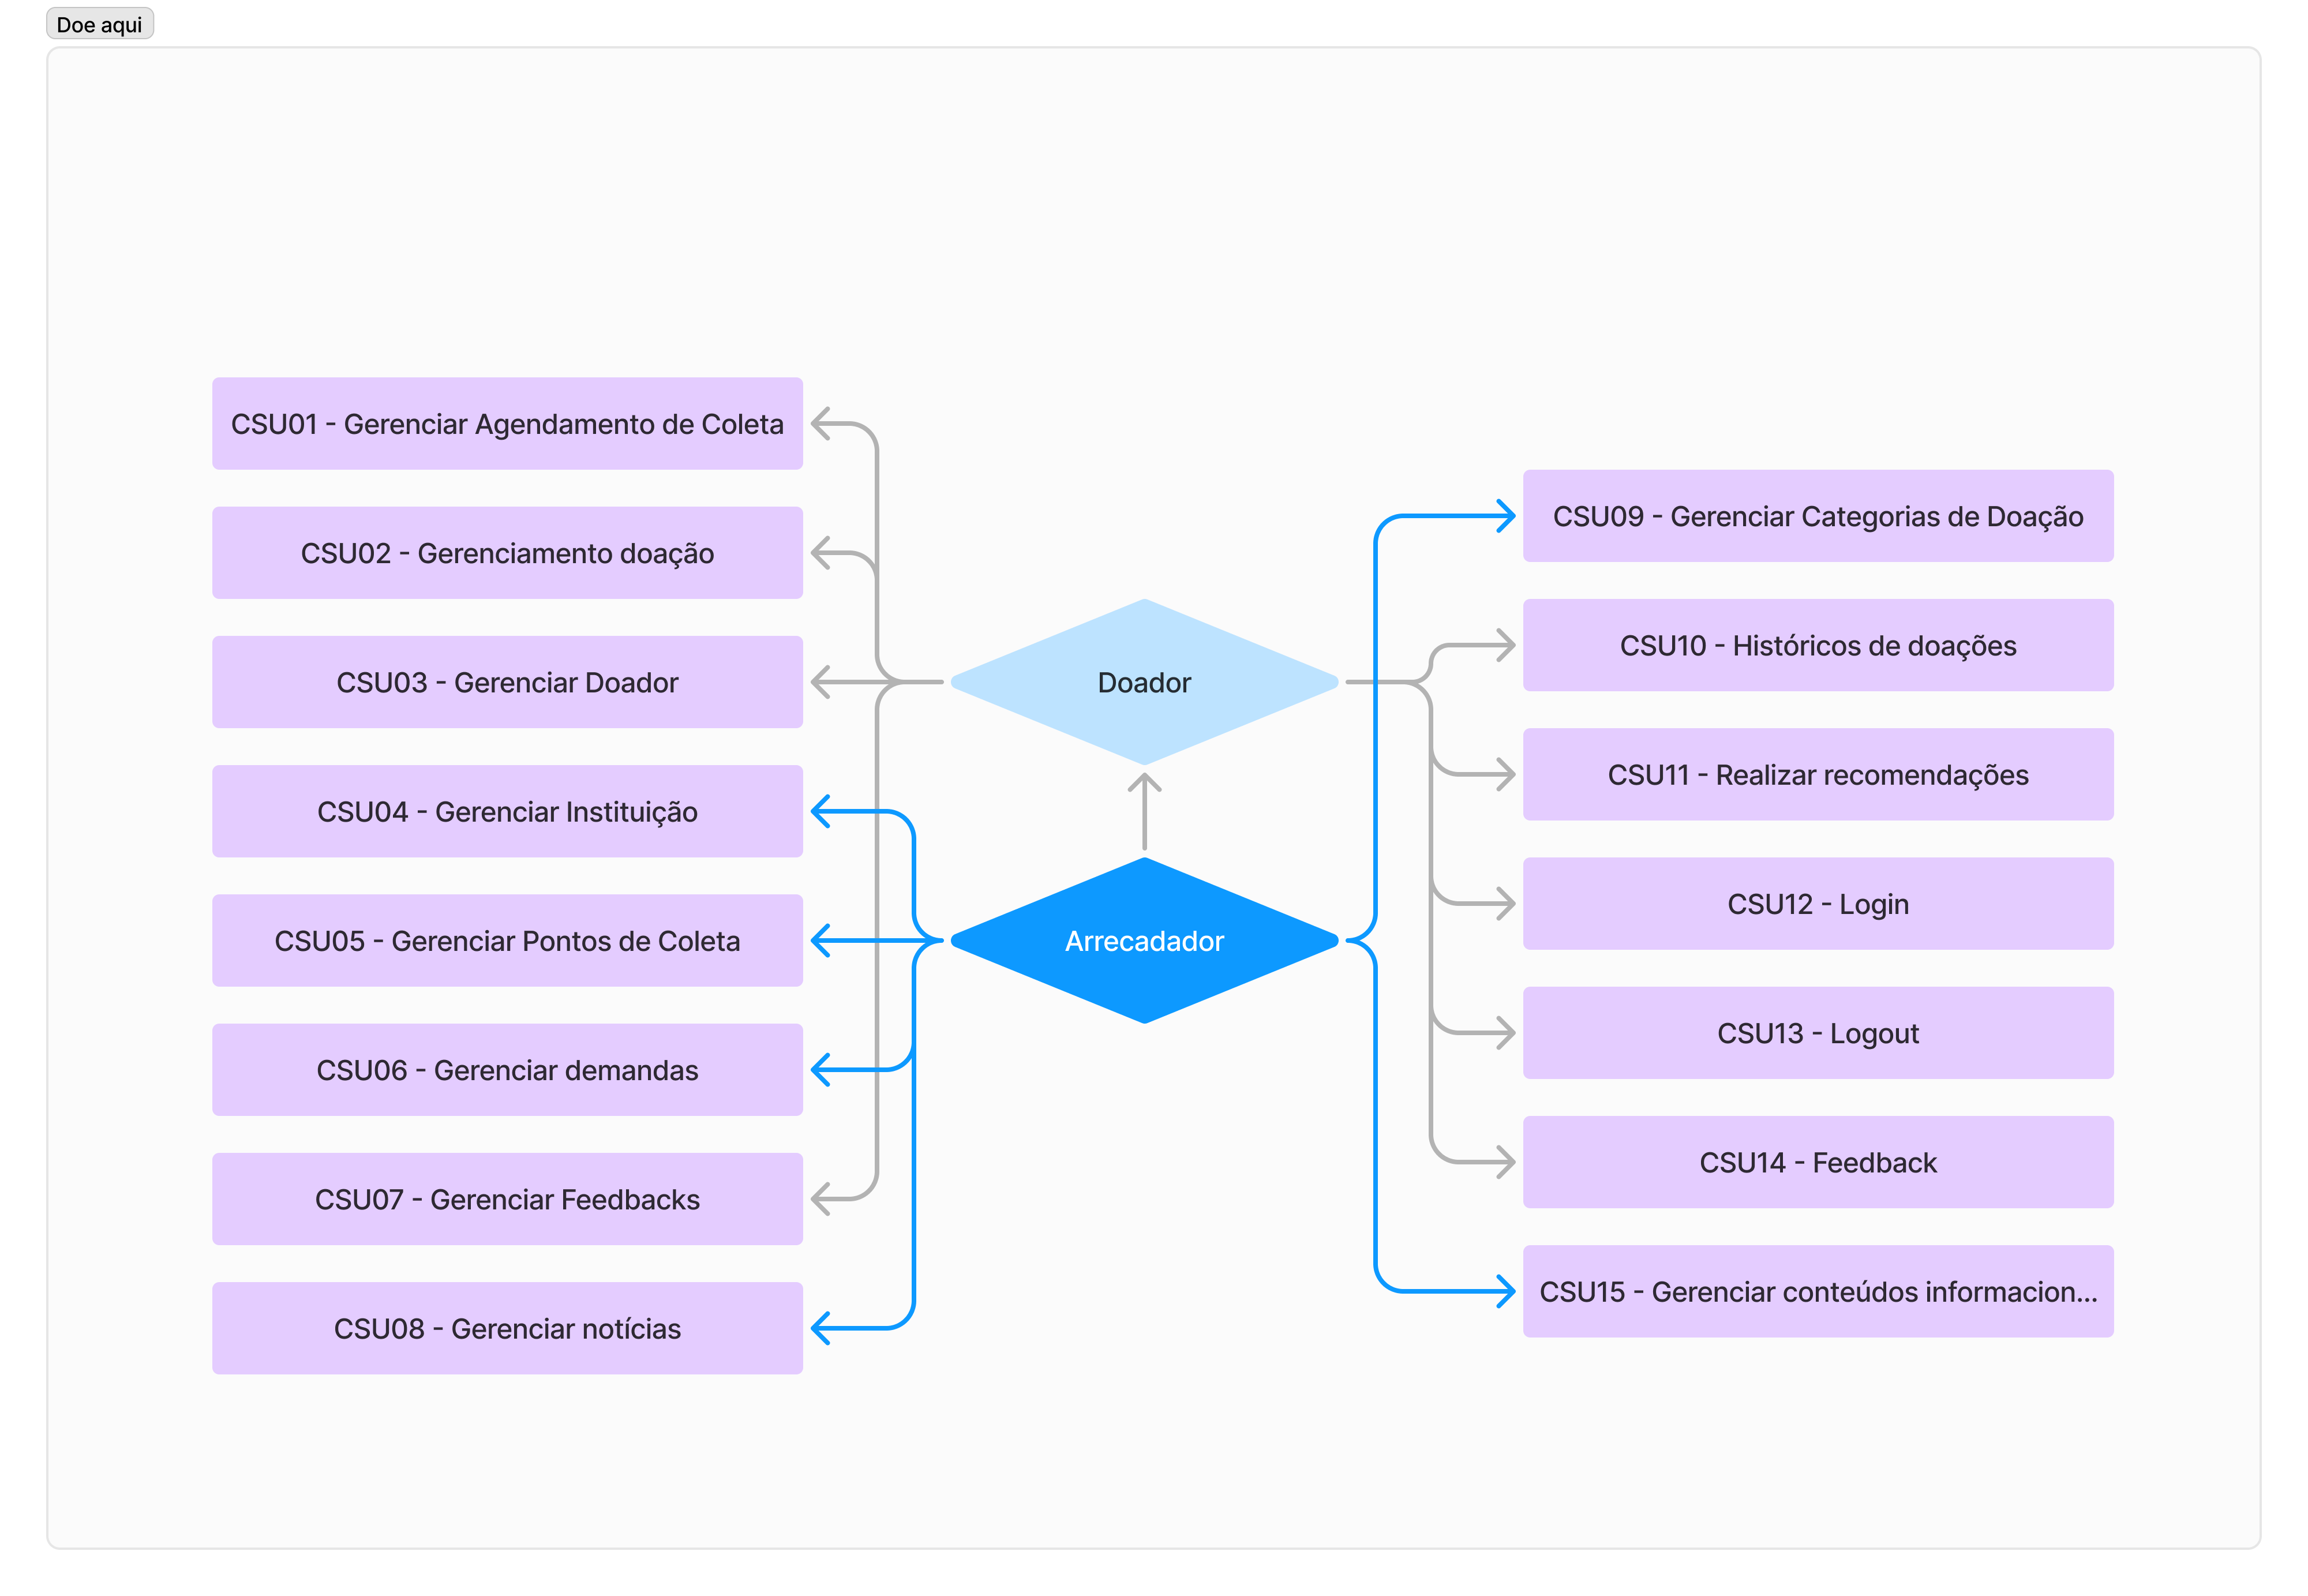 Doe aqui
CSU01 - Gerenciar Agendamento de Coleta
CSU02 - Gerenciamento doação
CSU03 - Gerenciar Doador
CSU04 - Gerenciar Instituição
CSU05 - Gerenciar Pontos de Coleta
CSU06 - Gerenciar demandas
CSU07 - Gerenciar Feedbacks
CSU08 - Gerenciar notícias
Doador
Arrecadador
CSU09 - Gerenciar Categorias de Doação
CSU10 - Históricos de doações
CSU11 - Realizar recomendações
CSU12 - Login
CSU13 - Logout
CSU14 - Feedback
CSU15 - Gerenciar conteúdos informacion...